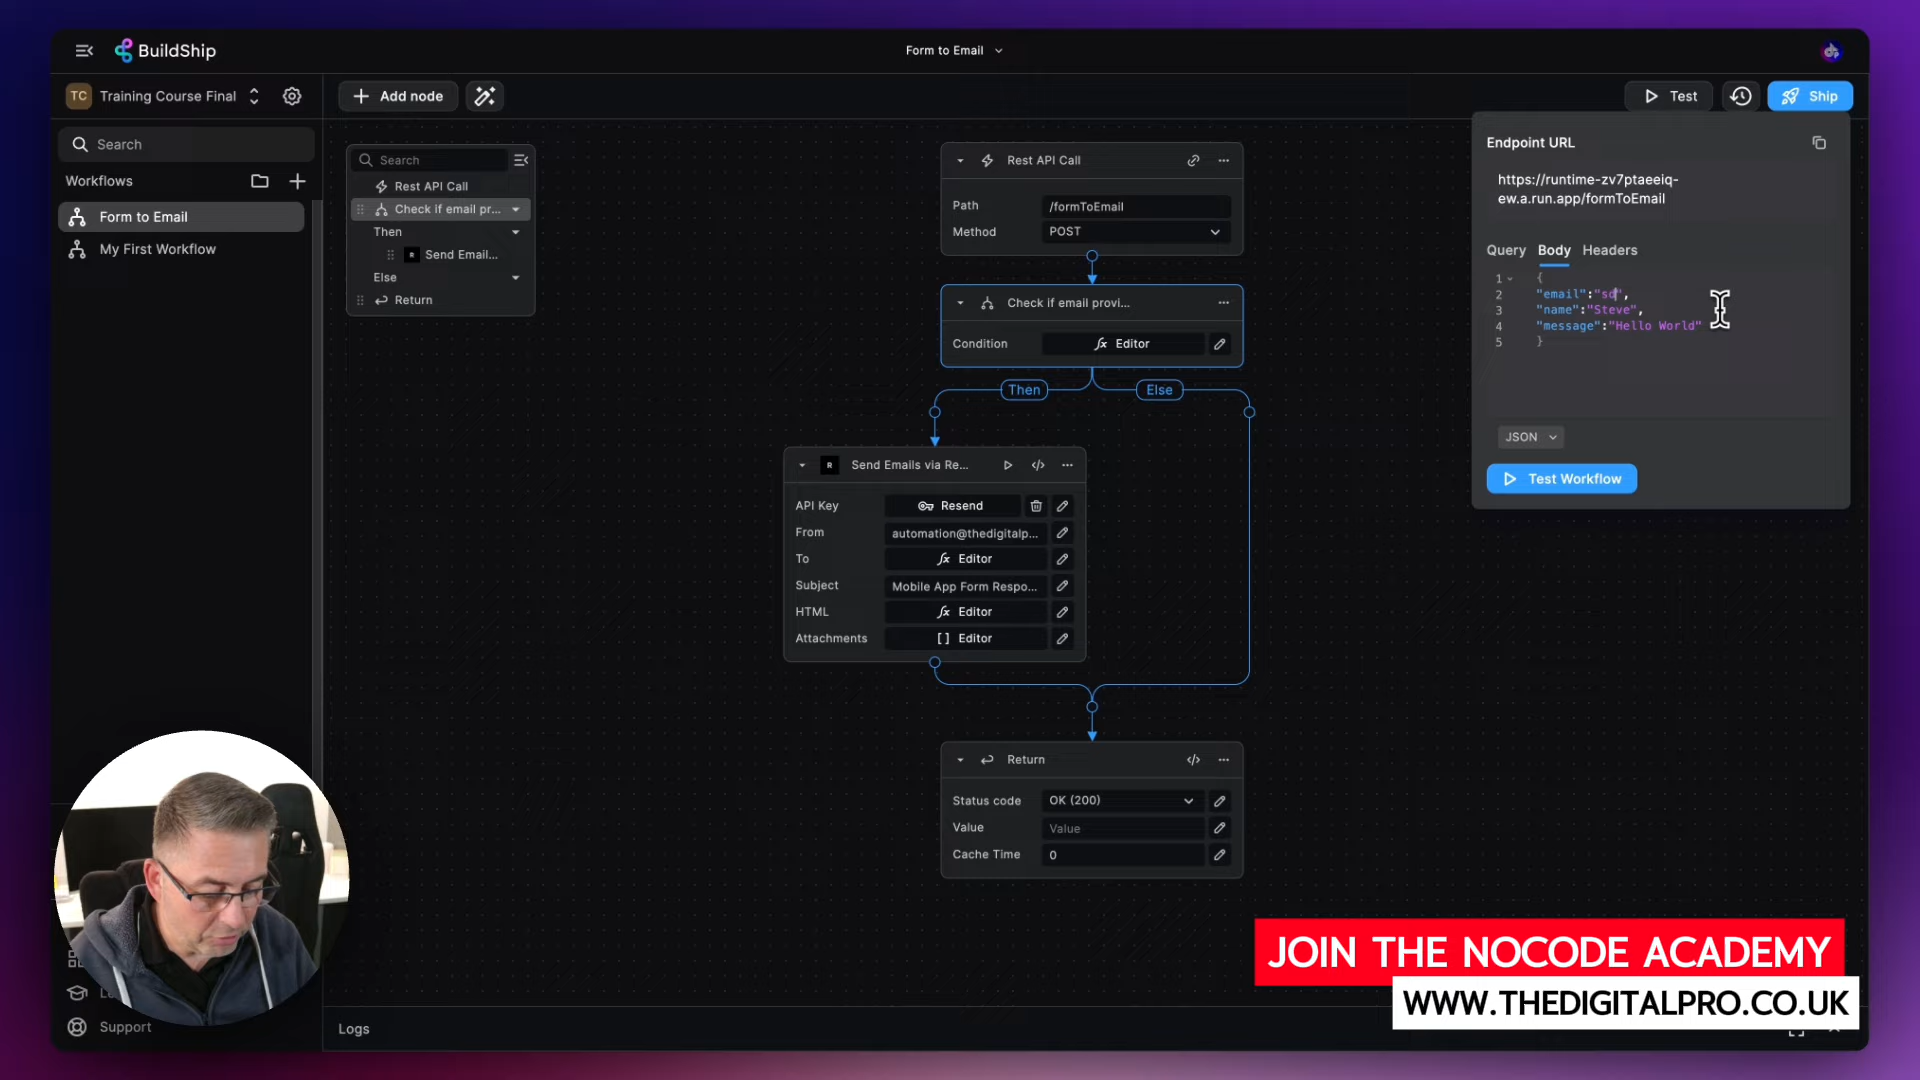 BuildShip
Form to Email
TC Training Course Final
Add node
Test
Ship
Search
Workflows
Form to Email
My First Workflow
Support
Search
Rest API Call
Check if email pr...
Then
R Send Email...
Else
Return
Rest API Call
Path /formToEmail
Method POST
Check if email provi...
Condition fx Editor
Then Else
R Send Emails via Re...
API Key Resend
From automation@thedigitalp...
To fx Editor
Subject Mobile App Form Respo...
HTML fx Editor
Attachments [] Editor
Return
Status code OK (200)
Value Value
Cache Time 0
Endpoint URL
https://runtime-zv7ptaeeiq-
ew.a.run.app/formToEmail
Query Body Headers
1 {
2 "email":"sd",
3 "name":"Steve",
4 "message":"Hello World"
5 }
JSON
Test Workflow
Logs
JOIN THE NOCODE ACADEMY
WWW.THEDIGITALPRO.CO.UK